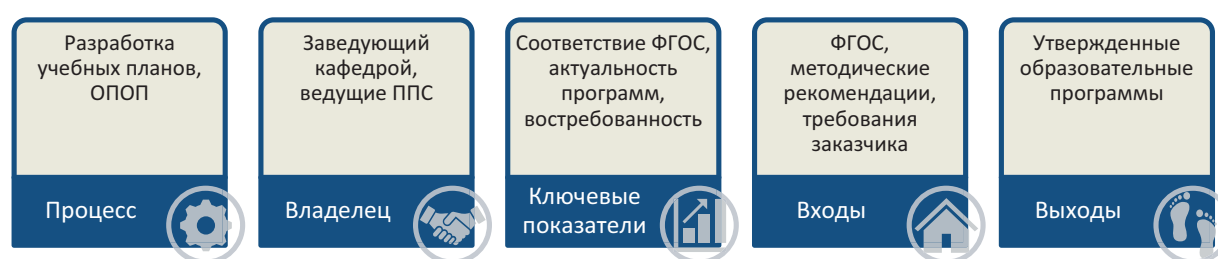 Разработка
учебных планов,
ОПОП
Процесс
Заведующий
кафедрой,
ведущие ППС
Владелец
Соответствие ФГОС,
актуальность
программ,
востребованность
Ключевые
показатели
ФГОС,
методические
рекомендации,
требования
заказчика
Входы
Утвержденные
образовательные
программы
Выходы